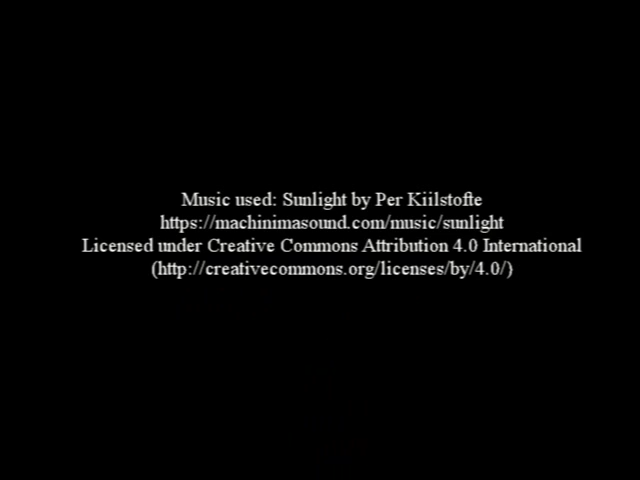 Music used: Sunlight by Per Kiilstofte
https://machinimasound.com/music/sunlight
Licensed under Creative Commons Attribution 4.0 International
(http://creativecommons.org/licenses/by/4.0/)